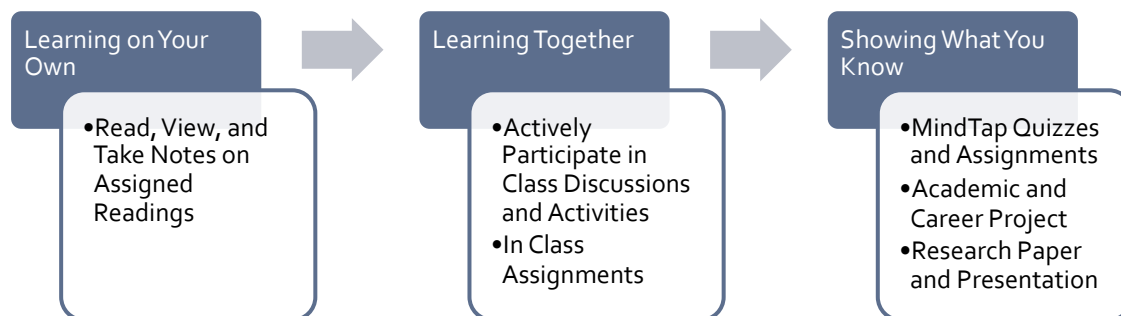 Learning on Your
Own
•Read, View, and
Take Notes on
Assigned
Readings
Learning Together
•Actively
Participate in
Class Discussions
and Activities
•In Class
Assignments
Showing What You
Know
•MindTap Quizzes
and Assignments
•Academic and
Career Project
•Research Paper
and Presentation